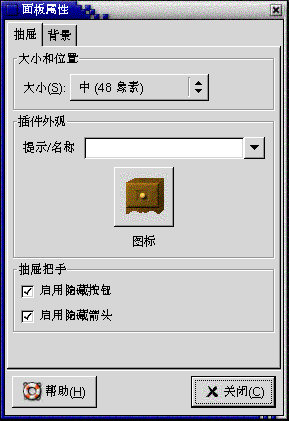 面板属性
抽屉 背景
大小和位置
大小(S): 中 (48 象素)
插件外观
提示/名称
图标
抽屉把手
启用隐藏按包
启用隐藏箭头
帮助(H) 关闭(C)